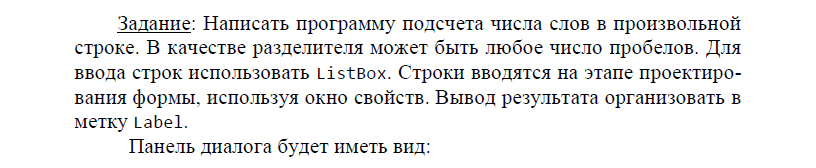 Задание: Написать программу подсчета числа слов в произвольной
строке. В качестве разделителя может быть любое число пробелов. Для
ввода строк использовать ListBox. Строки вводятся на этапе проектиро-
вания формы, используя окно свойств. Вывод результата организовать в
метку Label.
Панель диалога будет иметь вид: